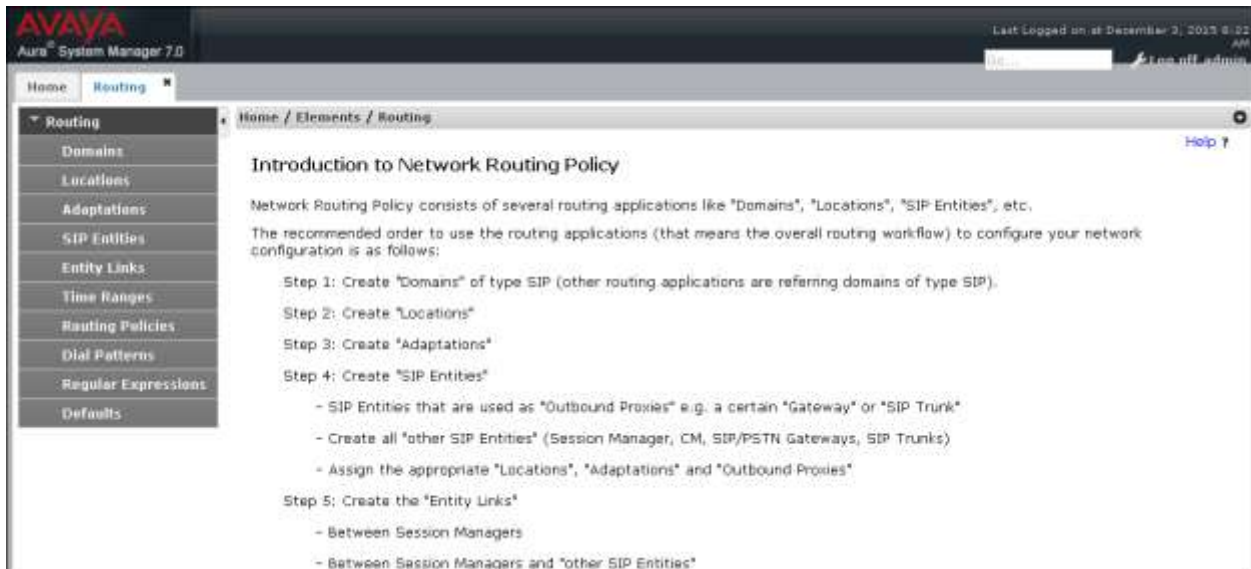 AVAYA
Aura® System Manager 7.0
Last Logged on at December 3, 2015
AM
Go...
Log off admin
Home
Routing
Routing
Domains
Locations
Adaptations
SIP Entities
Entity Links
Time Ranges
Routing Policies
Dial Patterns
Regular Expressions
Defaults
Home / Elements / Routing
Help ?
Introduction to Network Routing Policy
Network Routing Policy consists of several routing applications like "Domains", "Locations", "SIP Entities", etc.
The recommended order to use the routing applications (that means the overall routing workflow) to configure your network
configuration is as follows:
Step 1: Create "Domains" of type SIP (other routing applications are referring domains of type SIP).
Step 2: Create "Locations"
Step 3: Create "Adaptations"
Step 4: Create "SIP Entities"
- SIP Entities that are used as "Outbound Proxies" e.g. a certain "Gateway" or "SIP Trunk"
- Create all "other SIP Entities" (Session Manager, CM, SIP/PSTN Gateways, SIP Trunks)
- Assign the appropriate "Locations", "Adaptations" and "Outbound Proxies"
Step 5: Create the "Entity Links"
- Between Session Managers
- Between Session Managers and "other SIP Entities"